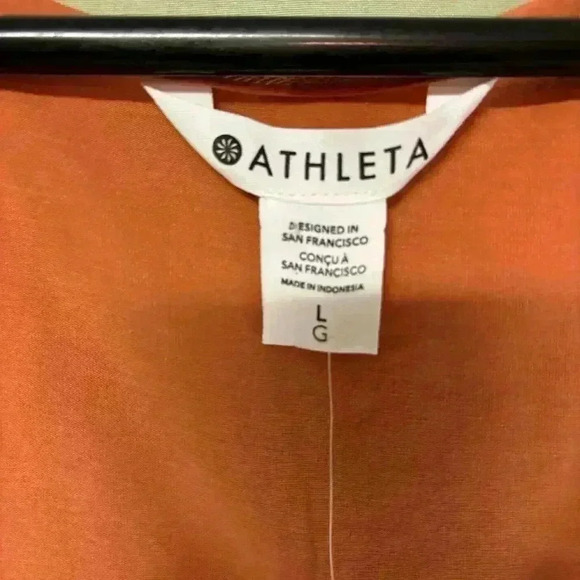 ATHLETA
DESIGNED IN
SAN FRANCISCO
CONÇU À
SAN FRANCISCO
MADE IN INDONESIA
L
G